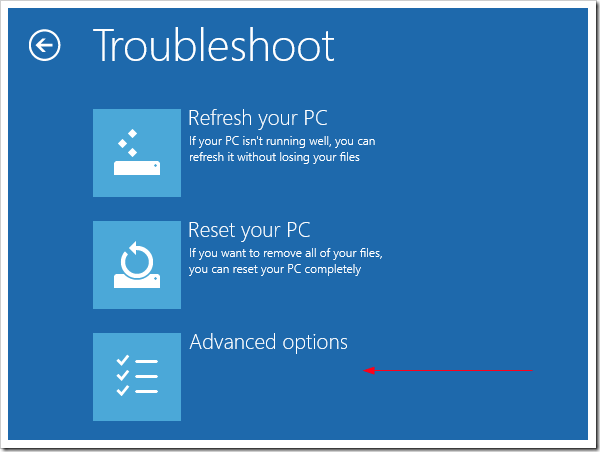 Troubleshoot
Refresh your PC
If your PC isn't running well, you can
refresh it without losing your files
Reset your PC
If you want to remove all of your files,
you can reset your PC completely
Advanced options